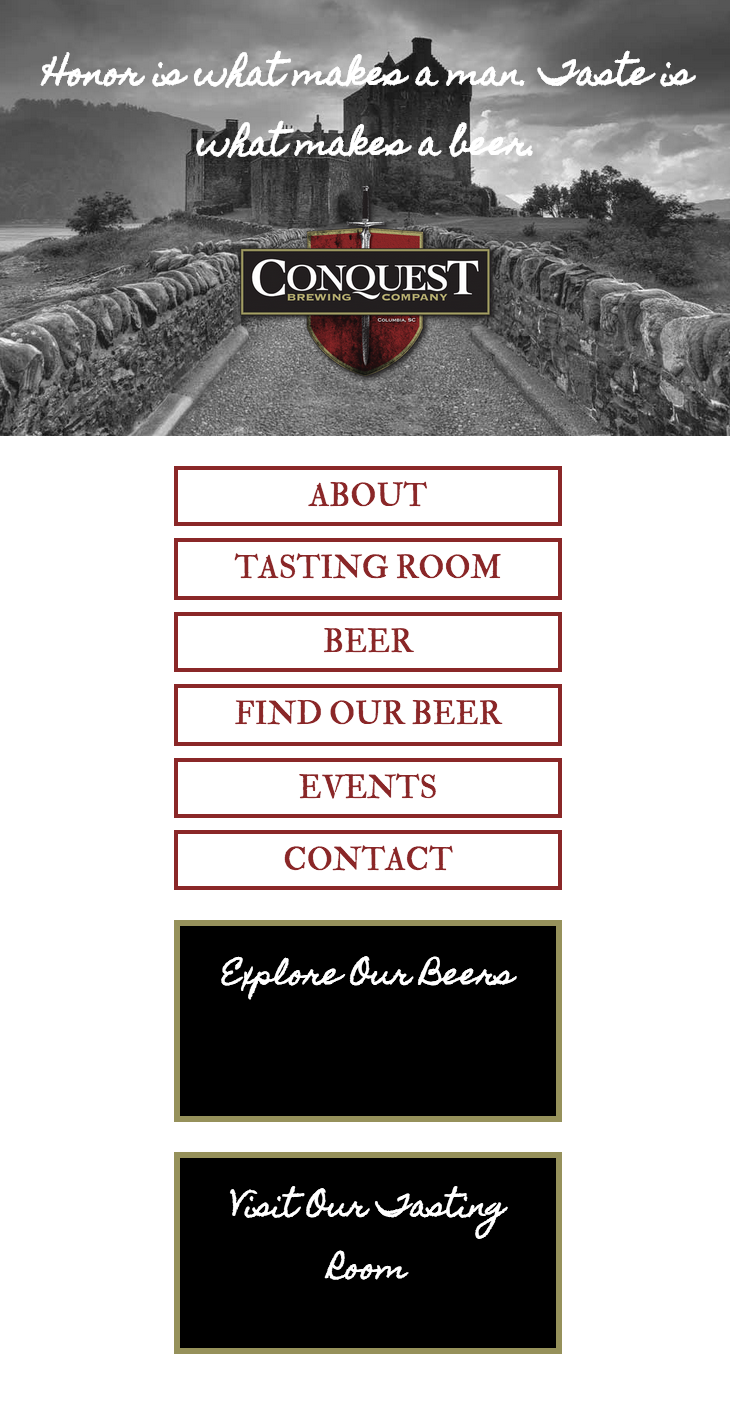 Honor is what makes a man. Taste is
what makes a beer.
CONQUEST
BREWING COMPANY
COLUMBIA, SC
ABOUT
TASTING ROOM
BEER
FIND OUR BEER
EVENTS
CONTACT
Explore Our Beers
Visit Our Tasting
Room